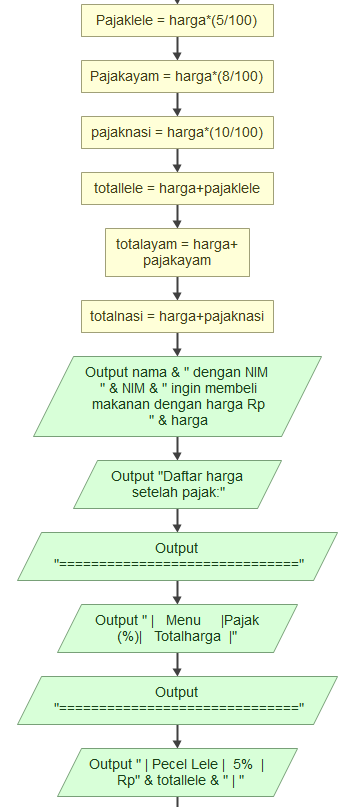 Pajaklele = harga*(5/100)
Pajakayam = harga*(8/100)
pajaknasi = harga*(10/100)
totallele = harga+pajaklele
totalayam = harga+
pajakayam
totalnasi = harga+pajaknasi
Output nama & " dengan NIM
" & NIM & " ingin membeli
makanan dengan harga Rp
" & harga
Output "Daftar harga
setelah pajak:"
Output
"=============================="
Output " |   Menu     |Pajak
(%)|   Totalharga  |"
Output
"=============================="
Output " | Pecel Lele |  5%  |
Rp" & totallele & " | "